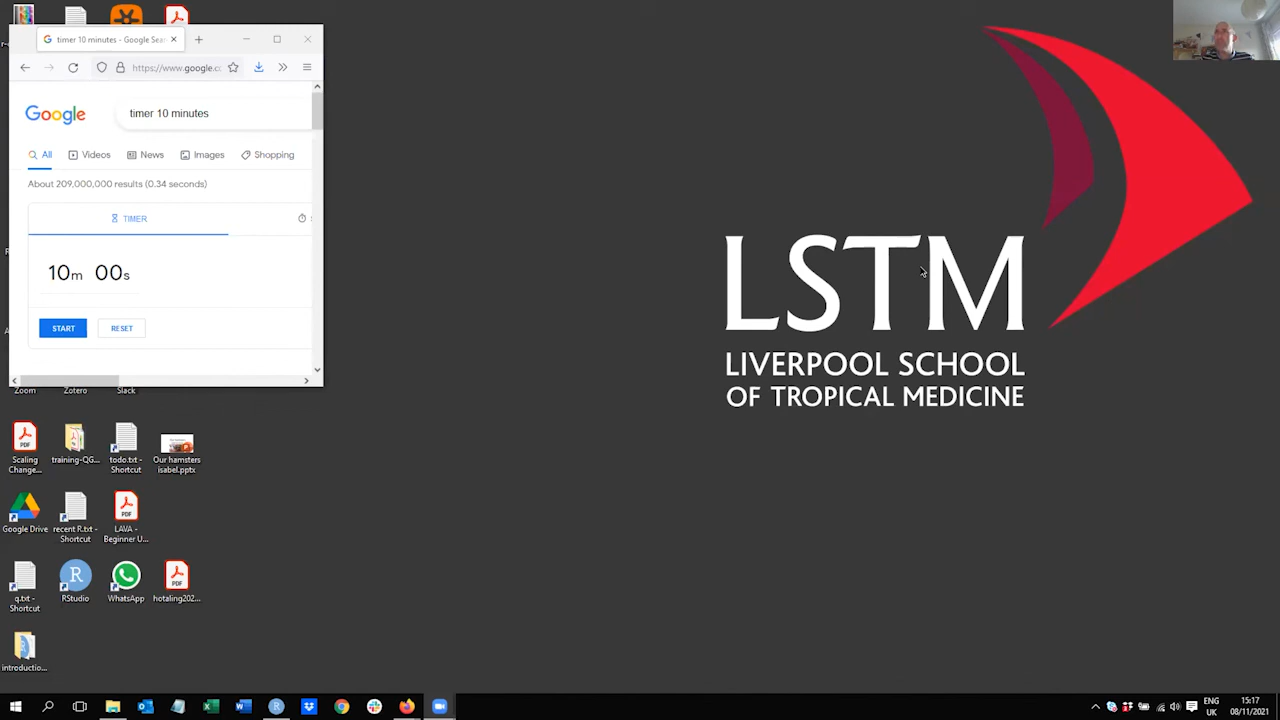 timer 10 minutes - Google Sea
https://www.google.c
Google
timer 10 minutes
All
Videos
News
Images
Shopping
About 209,000,000 results (0.34 seconds)
TIMER
10m 00s
START
RESET
LSTM
LIVERPOOL SCHOOL
OF TROPICAL MEDICINE
Zoom
Zotero
Slack
Scaling
Change...
training-QG...
todo.txt -
Shortcut
Our hamsters
isabel.pptx
Google Drive
recent R.txt -
Shortcut
LAVA -
Beginner U...
q.txt -
Shortcut
RStudio
WhatsApp
hotaling202...
introductio...
ENG
UK
15:17
08/11/2021